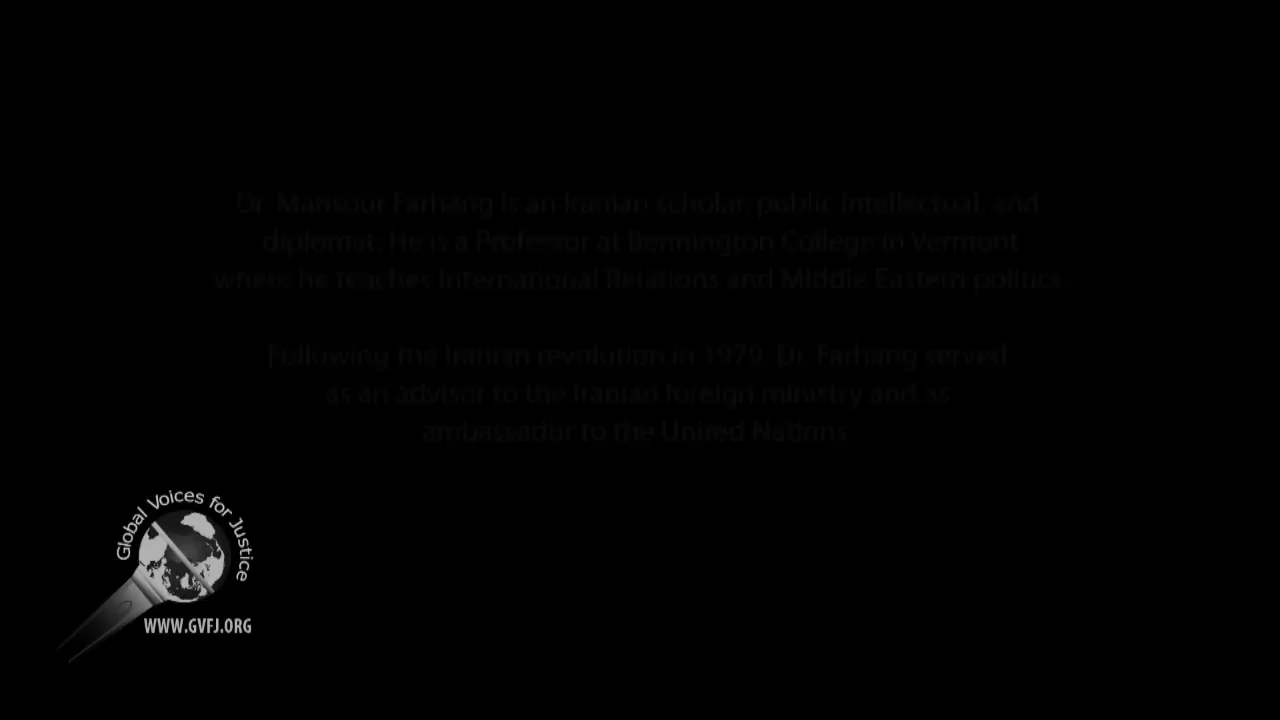 Dr. Mansour Farhang is an Iranian scholar, public intellectual, and
diplomat. He is a Professor at Bennington College in Vermont
where he teaches International Relations and Middle Eastern politics.
Following the Iranian revolution in 1979, Dr. Farhang served
as an advisor to the Iranian foreign ministry and as
ambassador to the United Nations
Global Voices for Justice
WWW.GVFJ.ORG